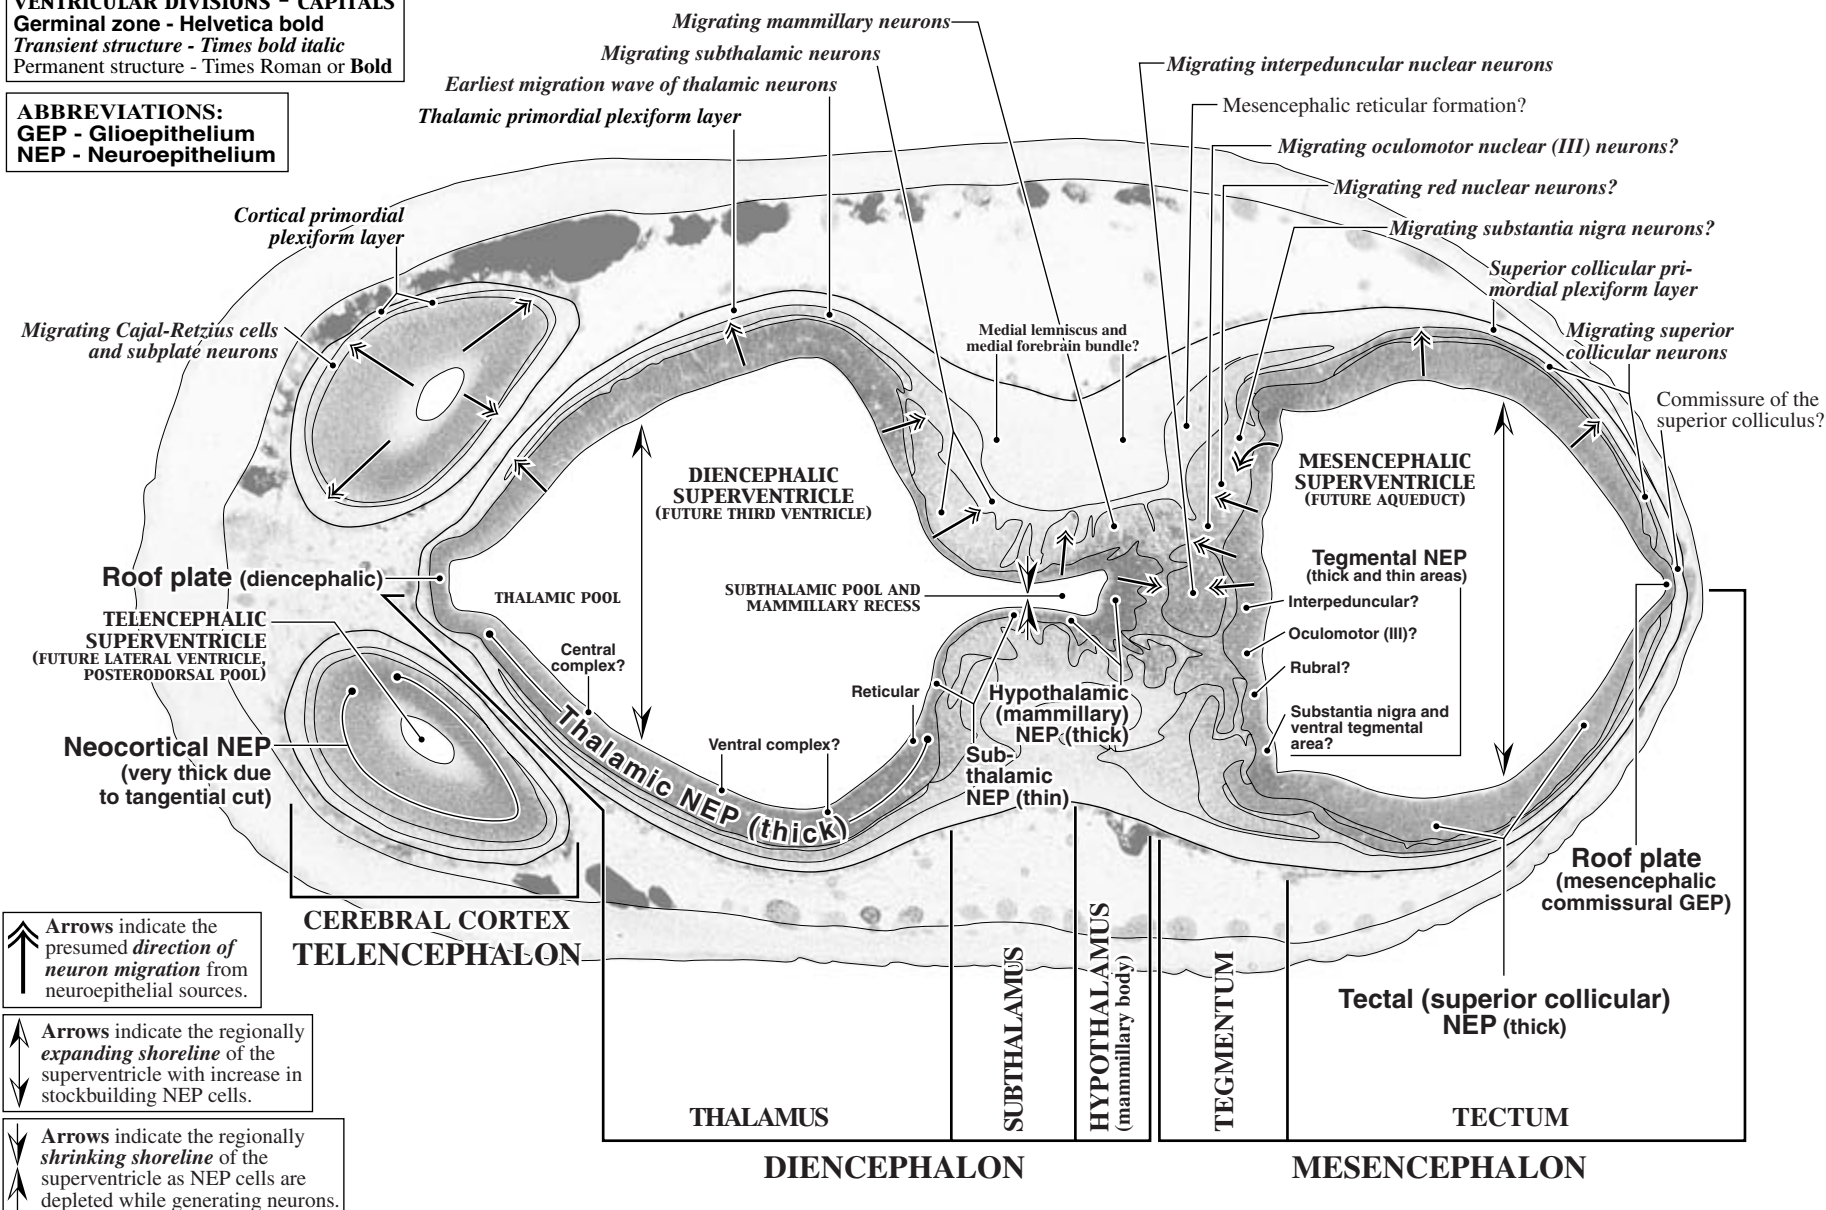 VENTRICULAR DIVISIONS - CAPITALS
Germinal zone - Helvetica bold
Transient structure - Times bold italic
Permanent structure - Times Roman or Bold
ABBREVIATIONS:
GEP - Glioepithelium
NEP - Neuroepithelium
Migrating mammillary neurons
Migrating subthalamic neurons
Earliest migration wave of thalamic neurons
Thalamic primordial plexiform layer
Cortical primordial
plexiform layer
Migrating Cajal-Retzius cells
and subplate neurons
Migrating interpeduncular nuclear neurons
Mesencephalic reticular formation?
Migrating oculomotor nuclear (III) neurons?
Migrating red nuclear neurons?
Migrating substantia nigra neurons?
Superior collicular pri-
mordial plexiform layer
Migrating superior
collicular neurons
Commissure of the
superior colliculus?
Medial lemniscus and
medial forebrain bundle?
DIENCEPHALIC
SUPERVENTRICLE
(FUTURE THIRD VENTRICLE)
MESENCEPHALIC
SUPERVENTRICLE
(FUTURE AQUEDUCT)
Roof plate (diencephalic)
THALAMIC POOL
SUBTHALAMIC POOL AND
MAMMILLARY RECESS
Tegmental NEP
(thick and thin areas)
Interpeduncular?
Oculomotor (III)?
Rubral?
Substantia nigra and
ventral tegmental
area?
TELENCEPHALIC
SUPERVENTRICLE
(FUTURE LATERAL VENTRICLE,
POSTERODORSAL POOL)
Central
complex?
Reticular
Ventral complex?
Thalamic NEP (thick)
Hypothalamic
(mammillary)
NEP (thick)
Sub-
thalamic
NEP (thin)
Neocortical NEP
(very thick due
to tangential cut)
Roof plate
(mesencephalic
commissural GEP)
Tectal (superior collicular)
NEP (thick)
CEREBRAL CORTEX
TELENCEPHALON
THALAMUS
SUBTHALAMUS
HYPOTHALAMUS
(mammillary body)
TEGMENTUM
TECTUM
DIENCEPHALON
MESENCEPHALON
Arrows indicate the
presumed direction of
neuron migration from
neuroepithelial sources.
Arrows indicate the regionally
expanding shoreline of the
superventricle with increase in
stockbuilding NEP cells.
Arrows indicate the regionally
shrinking shoreline of the
superventricle as NEP cells are
depleted while generating neurons.